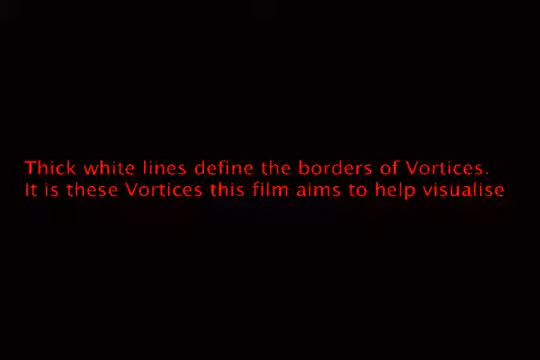 Thick white lines define the borders of Vortices.
It is these Vortices this film aims to help visualise